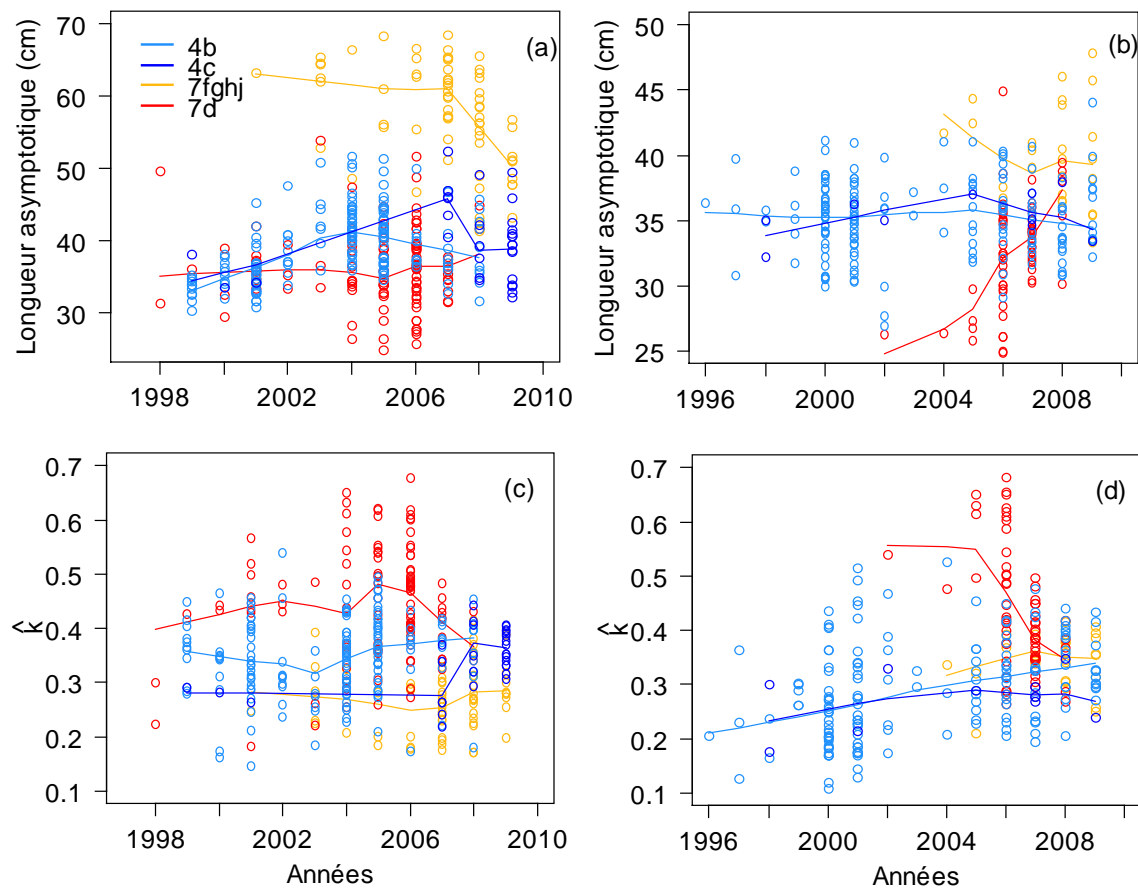 Longueur asymptotique (cm)
70
60
50
40
30
4b
4c
7fghj
7d
(a)
1998
2002
2006
2010
Longueur asymptotique (cm)
50
45
40
35
30
25
(b)
1996
2000
2004
2008
k̂
0.7
0.6
0.5
0.4
0.3
0.2
0.1
(c)
1998
2002
2006
2010
Années
k̂
0.7
0.6
0.5
0.4
0.3
0.2
0.1
(d)
1996
2000
2004
2008
Années